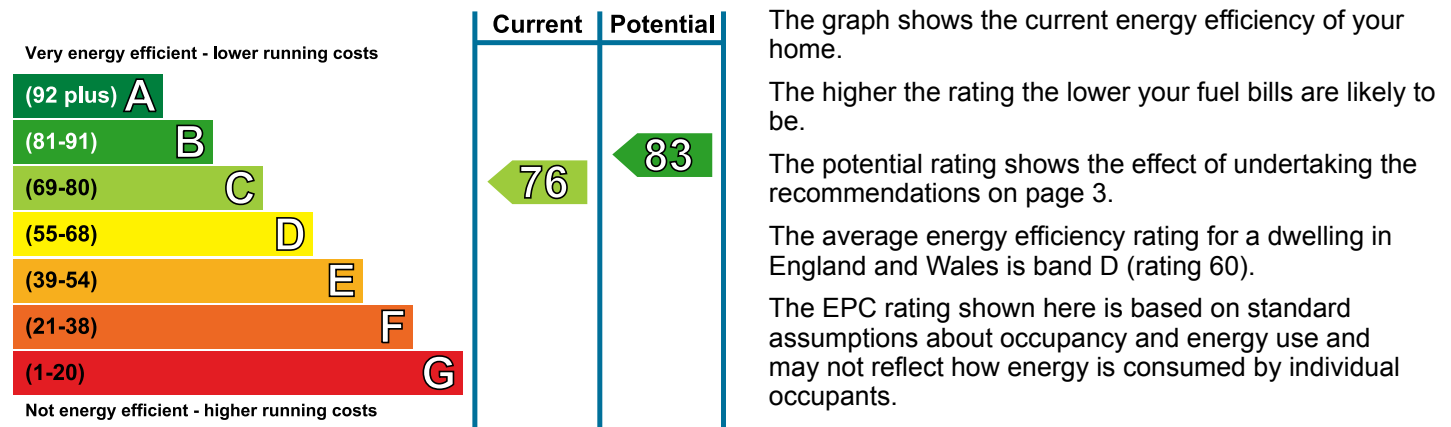 Current Potential
Very energy efficient - lower running costs
(92 plus) A
(81-91) B
83
(69-80) C
76
(55-68) D
(39-54) E
(21-38) F
(1-20) G
Not energy efficient - higher running costs
The graph shows the current energy efficiency of your
home.
The higher the rating the lower your fuel bills are likely to
be.
The potential rating shows the effect of undertaking the
recommendations on page 3.
The average energy efficiency rating for a dwelling in
England and Wales is band D (rating 60).
The EPC rating shown here is based on standard
assumptions about occupancy and energy use and
may not reflect how energy is consumed by individual
occupants.